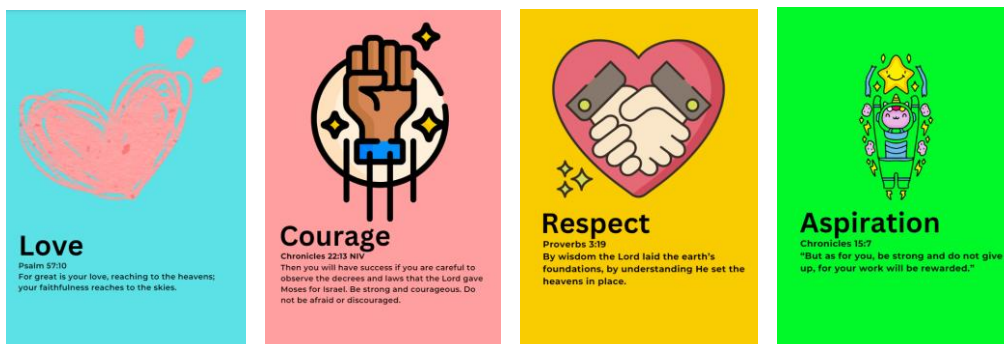 Love
Psalm 57:10
For great is your love, reaching to the heavens;
your faithfulness reaches to the skies.
Courage
Chronicles 22:13 NIV
Then you will have success if you are careful to
observe the decrees and laws that the Lord gave
Moses for Israel. Be strong and courageous. Do
not be afraid or discouraged.
Respect
Proverbs 3:19
By wisdom the Lord laid the earth's
foundations, by understanding He set the
heavens in place.
Aspiration
Chronicles 15:7
“But as for you, be strong and do not give
up, for your work will be rewarded.”